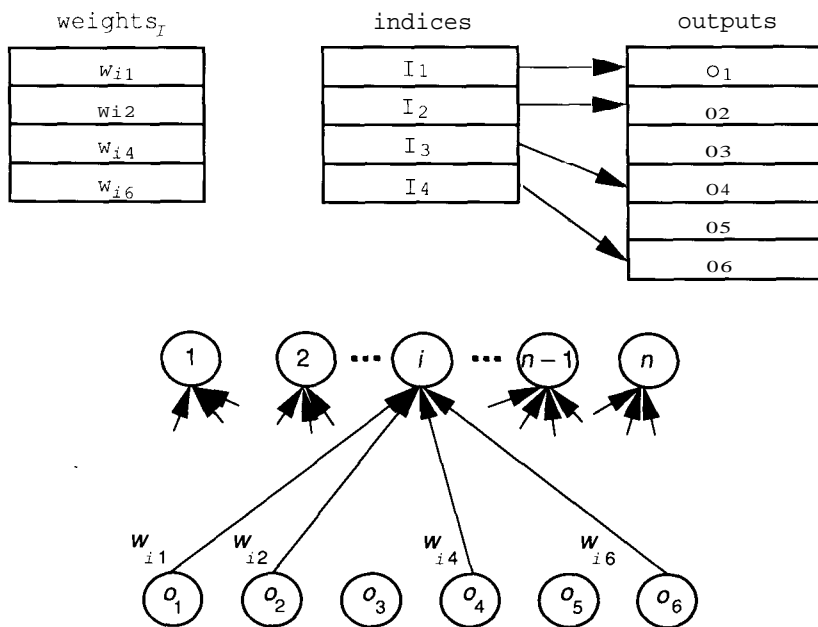 weights_I indices outputs
w_i1 I1 o1
wi2 I2 o2
w_i4 I3 o3
w_i6 I4 o4
o5
o6
1 2 ··· i ··· n−1 n
w_i1 w_i2 w_i4 w_i6
o_1 o_2 o_3 o_4 o_5 o_6